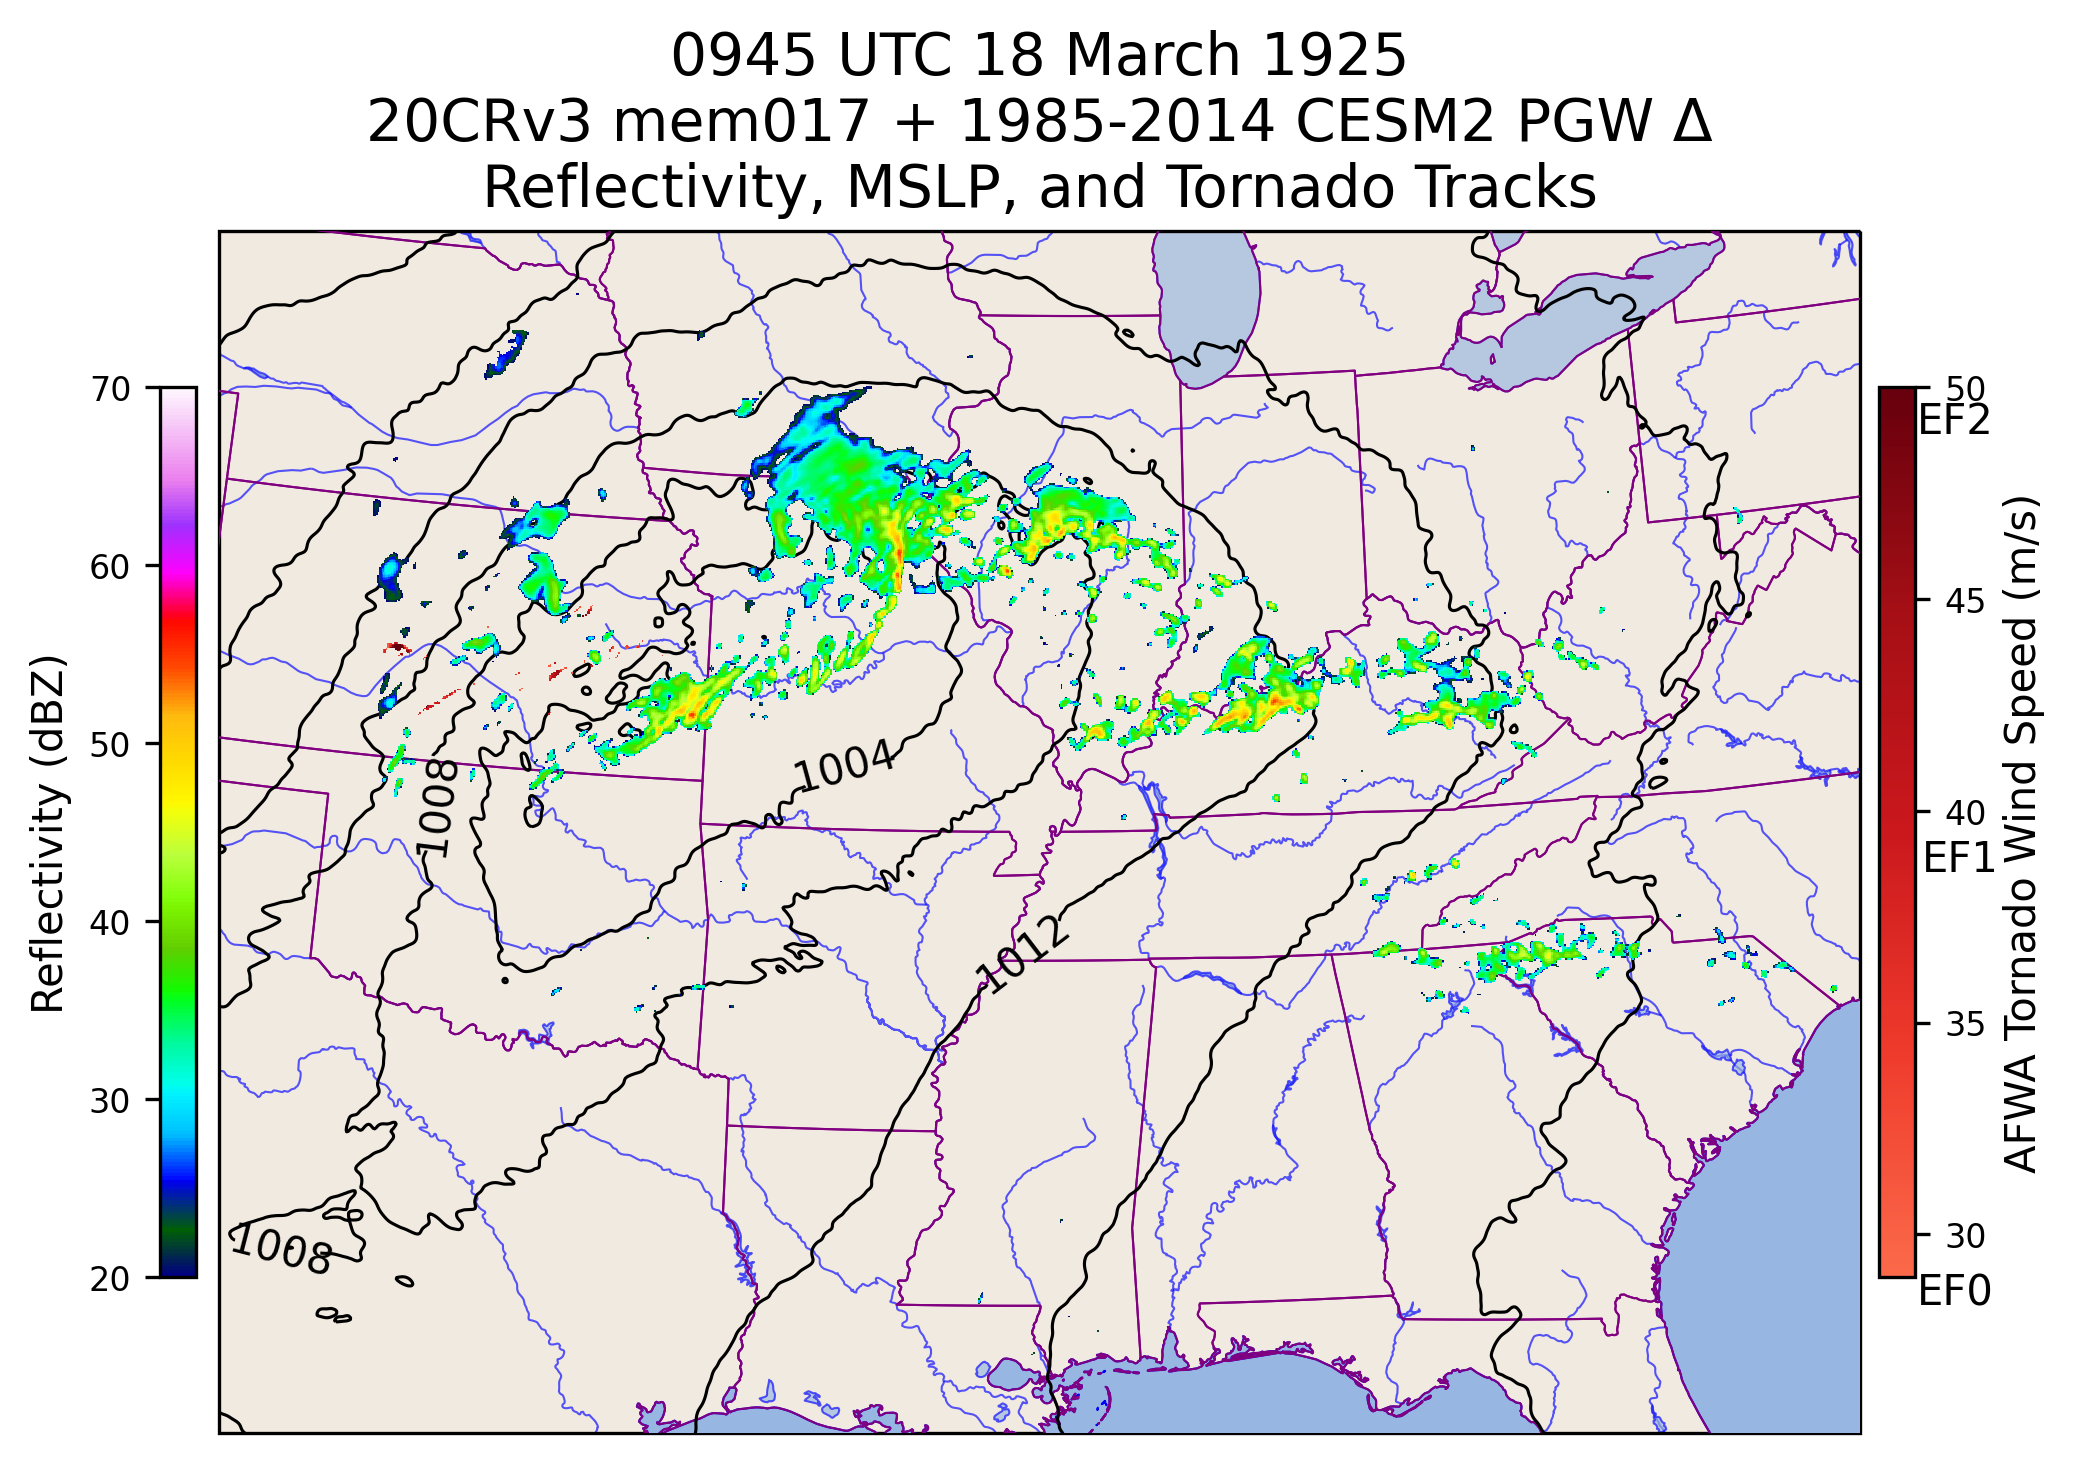 0945 UTC 18 March 1925
20CRv3 mem017 + 1985-2014 CESM2 PGW Δ
Reflectivity, MSLP, and Tornado Tracks
Reflectivity (dBZ)
70
60
50
40
30
20
1008
1004
1012
1008
50
EF2
45
40
EF1
35
30
EF0
AFWA Tornado Wind Speed (m/s)